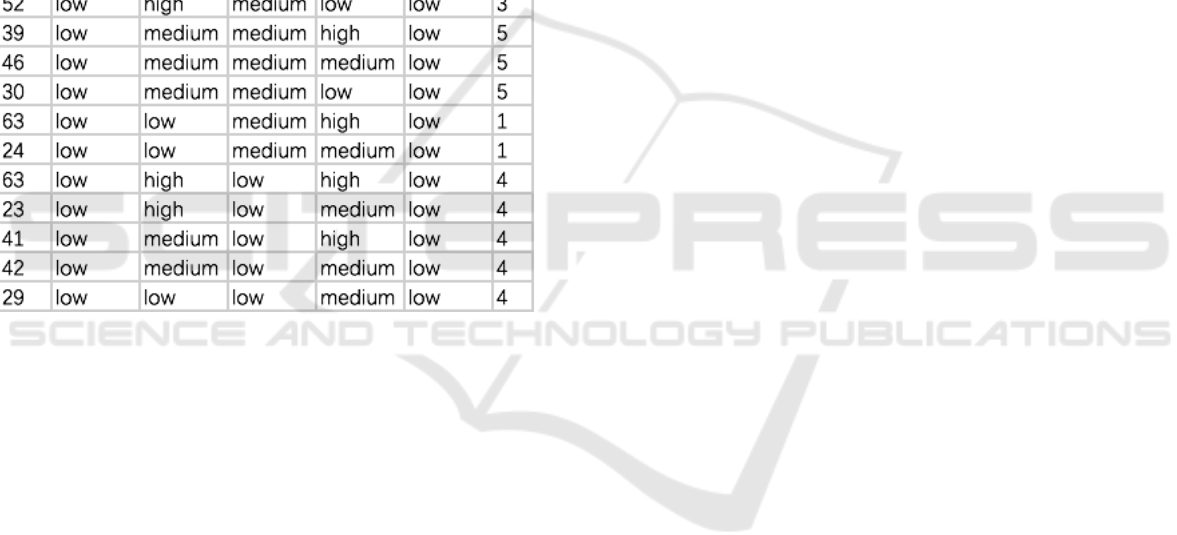 52 low high medium low low 3
39 low medium medium high low 5
46 low medium medium medium low 5
30 low medium medium low low 5
63 low low medium high low 1
24 low low medium medium low 1
63 low high low high low 4
23 low high low medium low 4
41 low medium low high low 4
42 low medium low medium low 4
29 low low low medium low 4
SCITEPRESS
SCIENCE AND TECHNOLOGY PUBLICATIONS